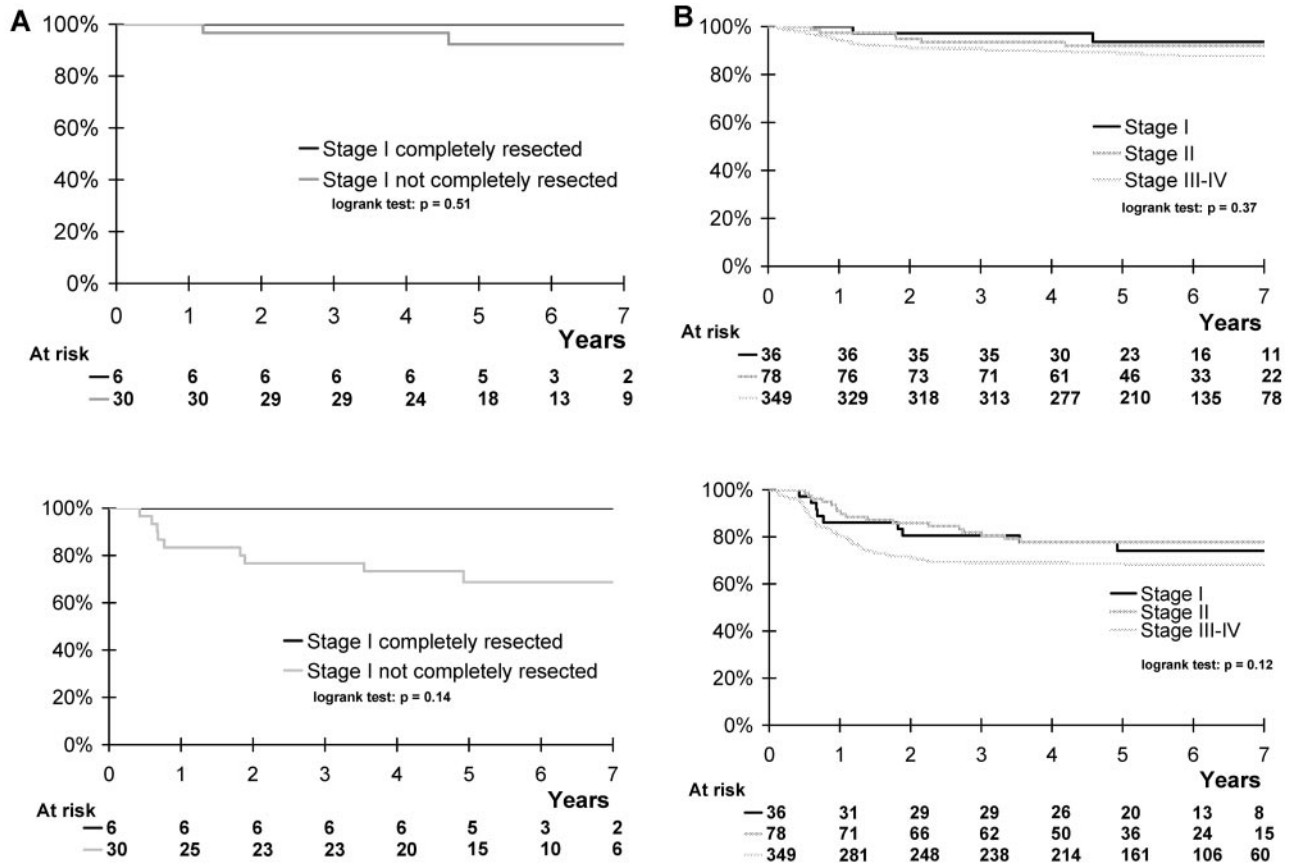 A
100%
80%
60%
40%
20%
0%
Stage I completely resected
Stage I not completely resected
logrank test: p = 0.51
0 1 2 3 4 5 6 7
Years
At risk
6 6 6 6 6 5 3 2
30 30 29 29 24 18 13 9
B
100%
80%
60%
40%
20%
0%
Stage I
Stage II
Stage III-IV
logrank test: p = 0.37
0 1 2 3 4 5 6 7
Years
At risk
36 36 35 35 30 23 16 11
78 76 73 71 61 46 33 22
349 329 318 313 277 210 135 78
100%
80%
60%
40%
20%
0%
Stage I completely resected
Stage I not completely resected
logrank test: p = 0.14
0 1 2 3 4 5 6 7
Years
At risk
6 6 6 6 6 5 3 2
30 25 23 23 20 15 10 6
100%
80%
60%
40%
20%
0%
Stage I
Stage II
Stage III-IV
logrank test: p = 0.12
0 1 2 3 4 5 6 7
Years
At risk
36 31 29 29 26 20 13 8
78 71 66 62 50 36 24 15
349 281 248 238 214 161 106 60